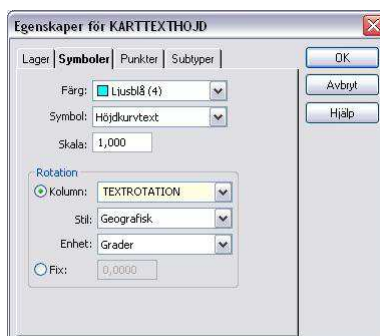 Egenskaper för KARTTEXTHOJD
Lager Symboler Punkter Subtyper
OK
Avbryt
Hjälp
Färg: Ljusblå (4)
Symbol: Höjdkurvtext
Skala: 1,000
Rotation
Kolumn: TEXTROTATION
Stil: Geografisk
Enhet: Grader
Fix: 0,0000